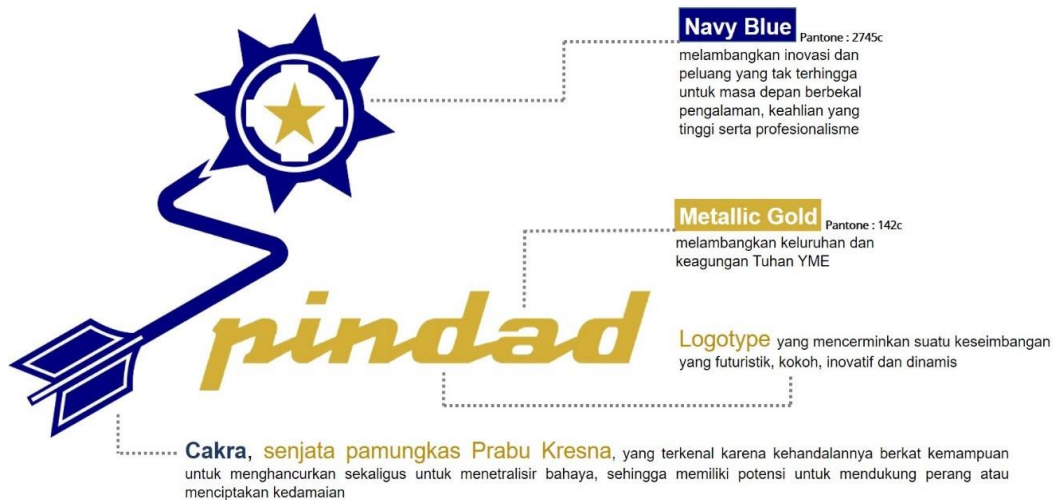 Navy Blue Pantone : 2745c
melambangkan inovasi dan
peluang yang tak terhingga
untuk masa depan berbekal
pengalaman, keahlian yang
tinggi serta profesionalisme
Metallic Gold Pantone : 142c
melambangkan keluruhan dan
keagungan Tuhan YME
pindad
Logotype yang mencerminkan suatu keseimbangan
yang futuristik, kokoh, inovatif dan dinamis
Cakra, senjata pamungkas Prabu Kresna, yang terkenal karena kehandalannya berkat kemampuan
untuk menghancurkan sekaligus untuk menetralisir bahaya, sehingga memiliki potensi untuk mendukung perang atau
menciptakan kedamaian